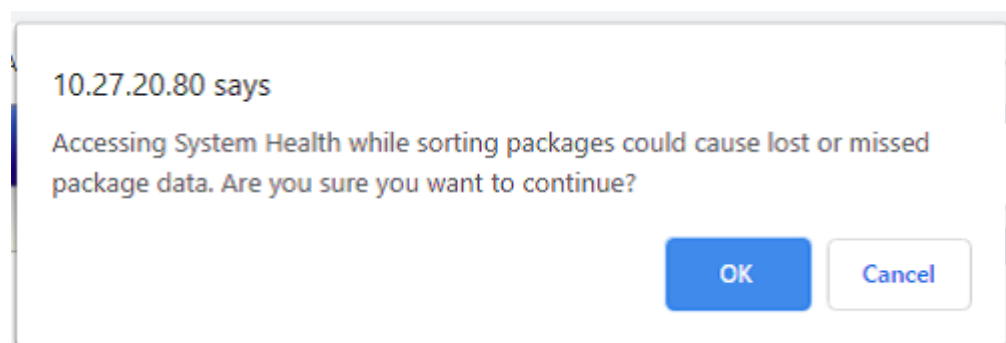 10.27.20.80 says
Accessing System Health while sorting packages could cause lost or missed
package data. Are you sure you want to continue?
OK
Cancel